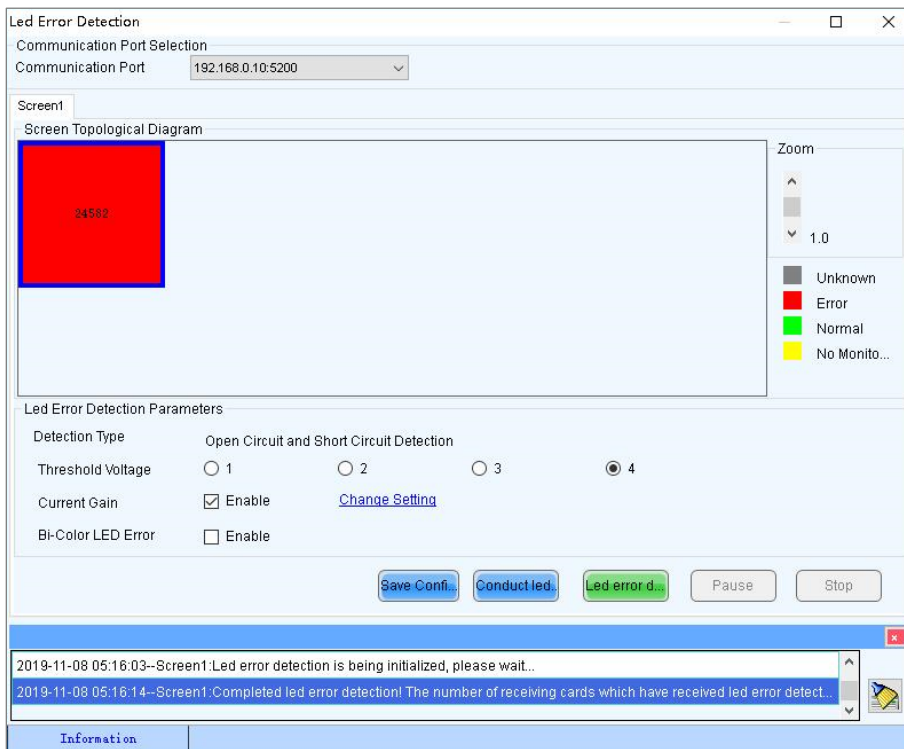 Led Error Detection
Communication Port Selection
Communication Port 192.168.0.10:5200
Screen1
Screen Topological Diagram
24582
Zoom
1.0
Unknown
Error
Normal
No Monito...
Led Error Detection Parameters
Detection Type Open Circuit and Short Circuit Detection
Threshold Voltage 1 2 3 4
Current Gain Enable Change Setting
Bi-Color LED Error Enable
Save Confi... Conduct led.. Led error d... Pause Stop
2019-11-08 05:16:03--Screen1:Led error detection is being initialized, please wait...
2019-11-08 05:16:14--Screen1:Completed led error detection! The number of receiving cards which have received led error detect...
Information